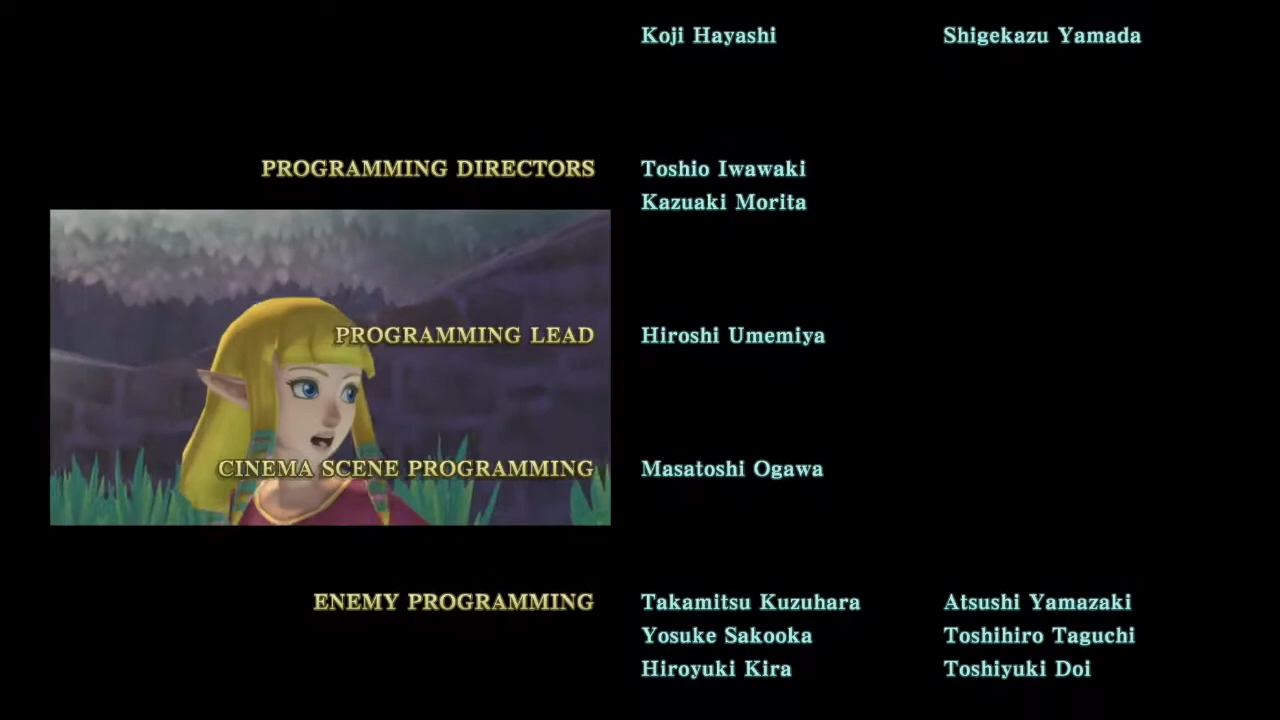 Koji Hayashi Shigekazu Yamada
PROGRAMMING DIRECTORS Toshio Iwawaki
Kazuaki Morita
PROGRAMMING LEAD Hiroshi Umemiya
CINEMA SCENE PROGRAMMING Masatoshi Ogawa
ENEMY PROGRAMMING Takamitsu Kuzuhara Atsushi Yamazaki
Yosuke Sakooka Toshihiro Taguchi
Hiroyuki Kira Toshiyuki Doi